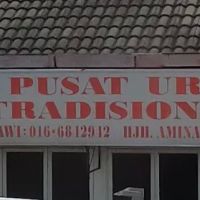 PUSAT UR
TRADISION
AWI: 016-6842942 HJH. AMINA